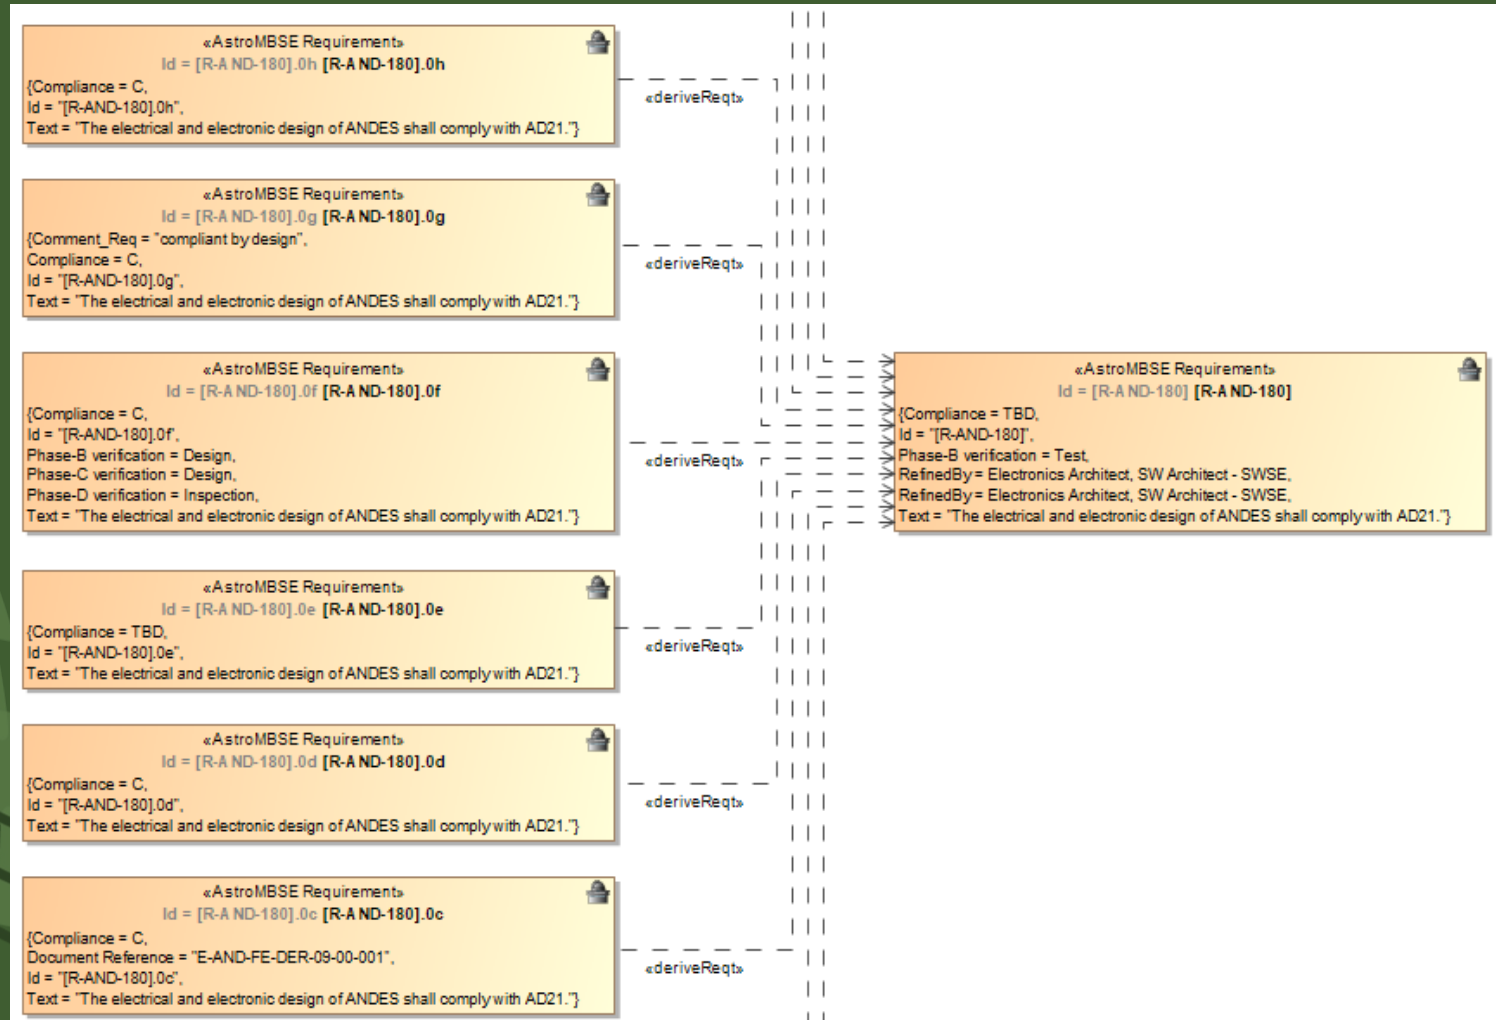 «AstroMBSE Requirement»
Id = [R-AND-180].0h [R-AND-180].0h
{Compliance = C,
Id = "[R-AND-180].0h",
Text = "The electrical and electronic design of ANDES shall comply with AD21."}
«deriveReqt»
«AstroMBSE Requirement»
Id = [R-AND-180].0g [R-AND-180].0g
{Comment_Req = "compliant by design",
Compliance = C,
Id = "[R-AND-180].0g",
Text = "The electrical and electronic design of ANDES shall comply with AD21."}
«deriveReqt»
«AstroMBSE Requirement»
Id = [R-AND-180].0f [R-AND-180].0f
{Compliance = C,
Id = "[R-AND-180].0f",
Phase-B verification = Design,
Phase-C verification = Design,
Phase-D verification = Inspection,
Text = "The electrical and electronic design of ANDES shall comply with AD21."}
«deriveReqt»
«AstroMBSE Requirement»
Id = [R-AND-180] [R-AND-180]
{Compliance = TBD,
Id = "[R-AND-180]",
Phase-B verification = Test,
RefinedBy = Electronics Architect, SW Architect - SWSE,
RefinedBy = Electronics Architect, SW Architect - SWSE,
Text = "The electrical and electronic design of ANDES shall comply with AD21."}
«AstroMBSE Requirement»
Id = [R-AND-180].0e [R-AND-180].0e
{Compliance = TBD,
Id = "[R-AND-180].0e",
Text = "The electrical and electronic design of ANDES shall comply with AD21."}
«deriveReqt»
«AstroMBSE Requirement»
Id = [R-AND-180].0d [R-AND-180].0d
{Compliance = C,
Id = "[R-AND-180].0d",
Text = "The electrical and electronic design of ANDES shall comply with AD21."}
«deriveReqt»
«AstroMBSE Requirement»
Id = [R-AND-180].0c [R-AND-180].0c
{Compliance = C,
Document Reference = "E-AND-FE-DER-09-00-001",
Id = "[R-AND-180].0c",
Text = "The electrical and electronic design of ANDES shall comply with AD21."}
«deriveReqt»